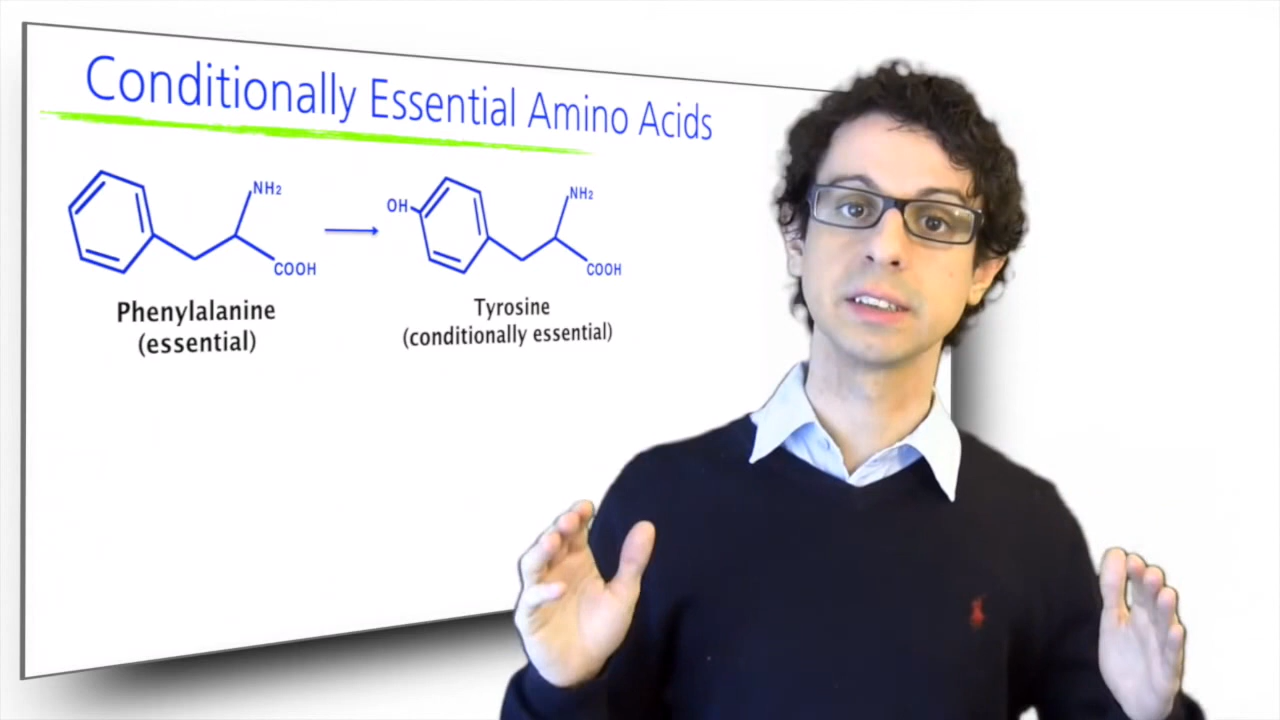 Conditionally Essential Amino Acids
NH2
COOH
Phenylalanine
(essential)
OH
NH2
COOH
Tyrosine
(conditionally essential)